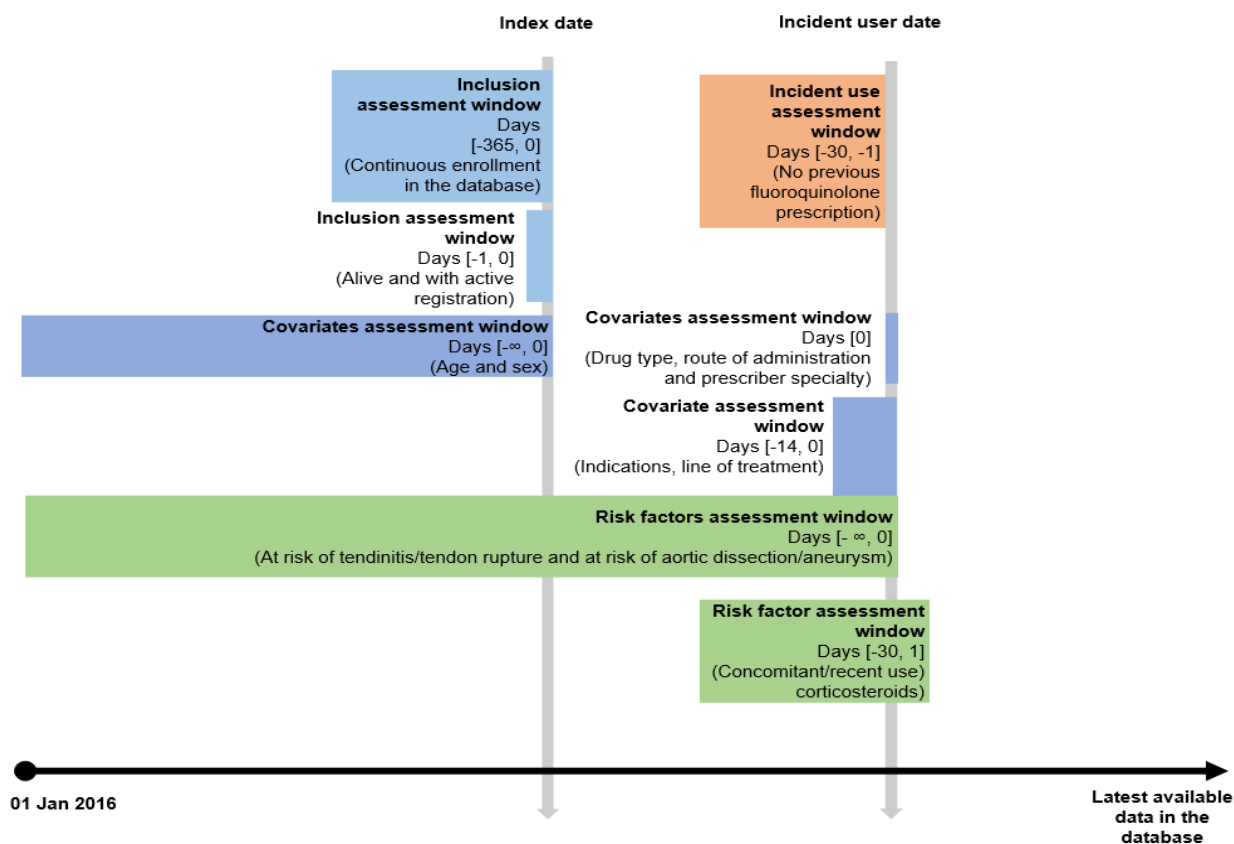 Index date
Incident user date
Inclusion
assessment window
Days
[-365, 0]
(Continuous enrollment
in the database)
Incident use
assessment
window
Days [-30, -1]
(No previous
fluoroquinolone
prescription)
Inclusion assessment
window
Days [-1, 0]
(Alive and with active
registration)
Covariates assessment window
Days [-∞, 0]
(Age and sex)
Covariates assessment window
Days [0]
(Drug type, route of administration
and prescriber specialty)
Covariate assessment
window
Days [-14, 0]
(Indications, line of treatment)
Risk factors assessment window
Days [- ∞, 0]
(At risk of tendinitis/tendon rupture and at risk of aortic dissection/aneurysm)
Risk factor assessment
window
Days [-30, 1]
(Concomitant/recent use)
corticosteroids)
01 Jan 2016
Latest available
data in the
database